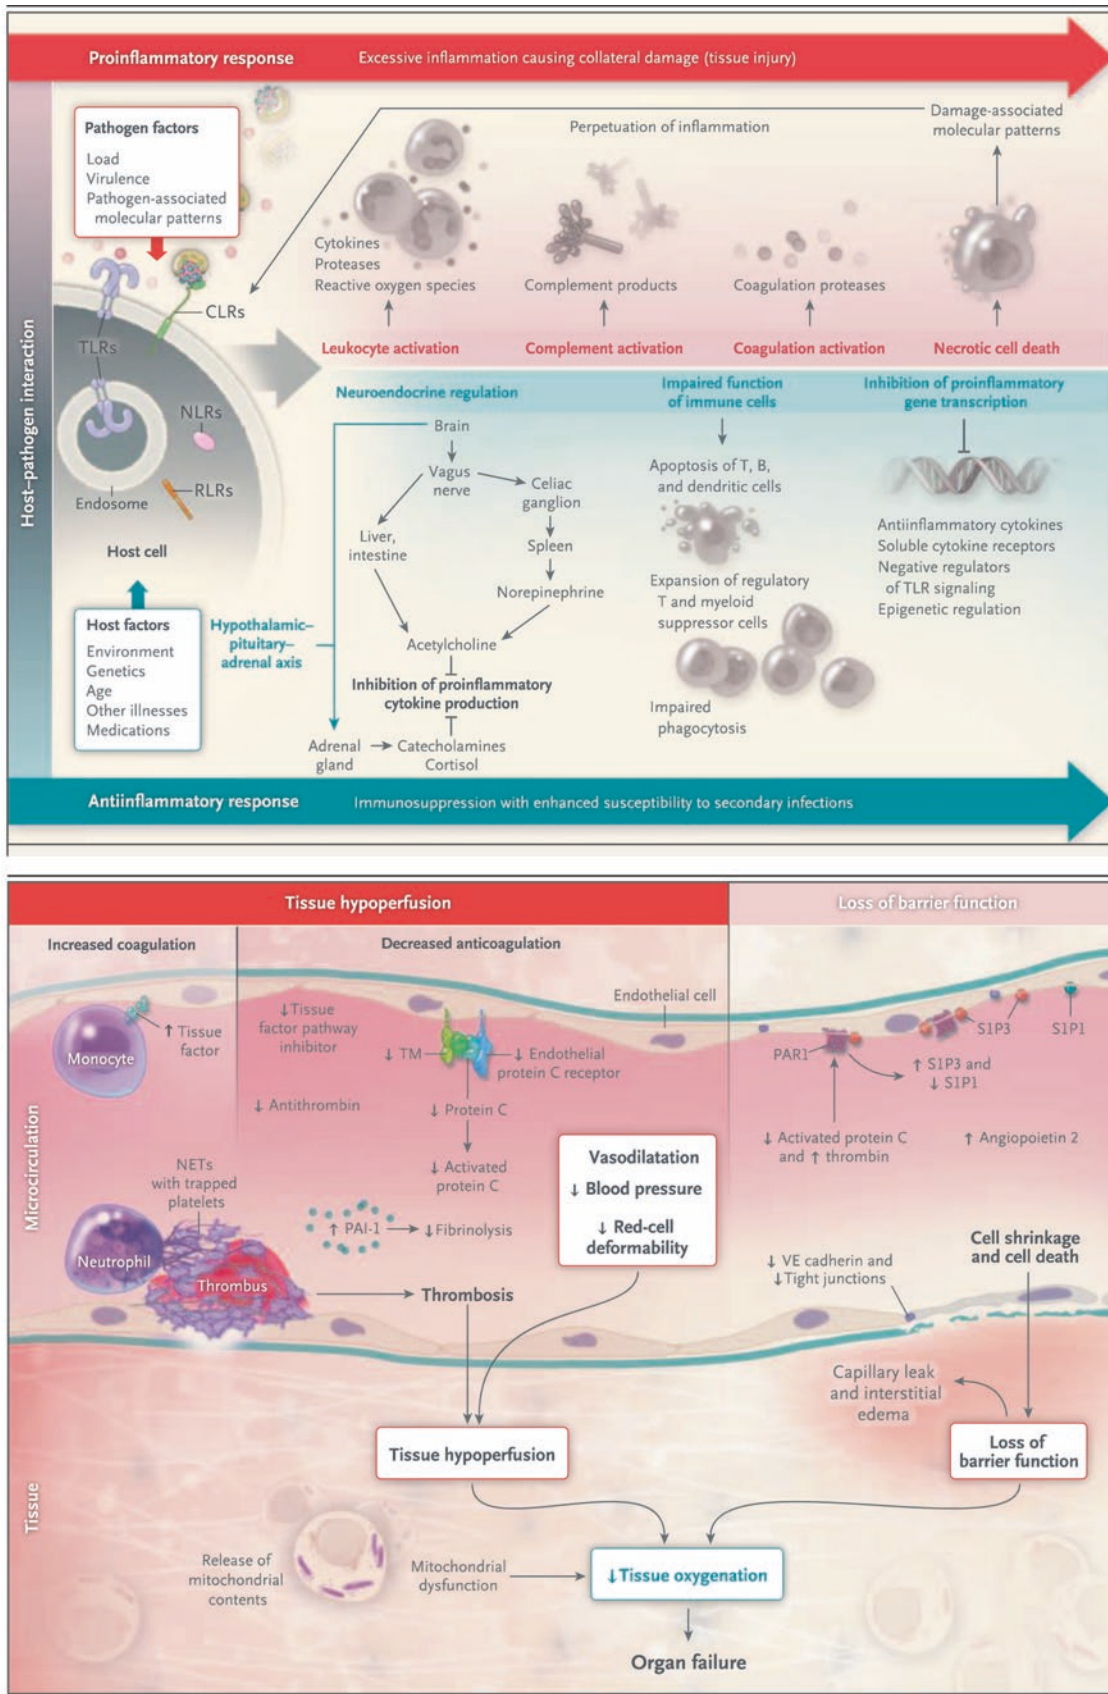 Proinflammatory response
Excessive inflammation causing collateral damage (tissue injury)
Host–pathogen interaction
Pathogen factors
Load
Virulence
Pathogen-associated
molecular patterns
Perpetuation of inflammation
Damage-associated
molecular patterns
Cytokines
Proteases
Reactive oxygen species
Complement products
Coagulation proteases
Leukocyte activation
Complement activation
Coagulation activation
Necrotic cell death
CLRs
TLRs
NLRs
RLRs
Endosome
Host cell
Host factors
Environment
Genetics
Age
Other illnesses
Medications
Neuroendocrine regulation
Brain
Vagus
nerve
Celiac
ganglion
Liver,
intestine
Spleen
Norepinephrine
Hypothalamic–
pituitary–
adrenal axis
Acetylcholine
Inhibition of proinflammatory
cytokine production
Adrenal
gland
Catecholamines
Cortisol
Impaired function
of immune cells
Apoptosis of T, B,
and dendritic cells
Expansion of regulatory
T and myeloid
suppressor cells
Impaired
phagocytosis
Inhibition of proinflammatory
gene transcription
Antiinflammatory cytokines
Soluble cytokine receptors
Negative regulators
of TLR signaling
Epigenetic regulation
Antiinflammatory response
Immunosuppression with enhanced susceptibility to secondary infections
Tissue hypoperfusion
Loss of barrier function
Microcirculation
Tissue
Increased coagulation
Decreased anticoagulation
Monocyte
↑ Tissue
factor
↓Tissue
factor pathway
inhibitor
↓ TM
↓ Endothelial
protein C receptor
Endothelial cell
↓ Antithrombin
↓ Protein C
↓ Activated
protein C
NETs
with trapped
platelets
Neutrophil
Thrombus
↑ PAI-1
↓Fibrinolysis
Thrombosis
Vasodilatation
↓ Blood pressure
↓ Red-cell
deformability
PAR1
S1P3
S1P1
↑ S1P3 and
↓ S1P1
↓ Activated protein C
and ↑ thrombin
↑ Angiopoietin 2
↓ VE cadherin and
↓Tight junctions
Cell shrinkage
and cell death
Capillary leak
and interstitial
edema
Tissue hypoperfusion
Loss of
barrier function
Release of
mitochondrial
contents
Mitochondrial
dysfunction
↓Tissue oxygenation
Organ failure